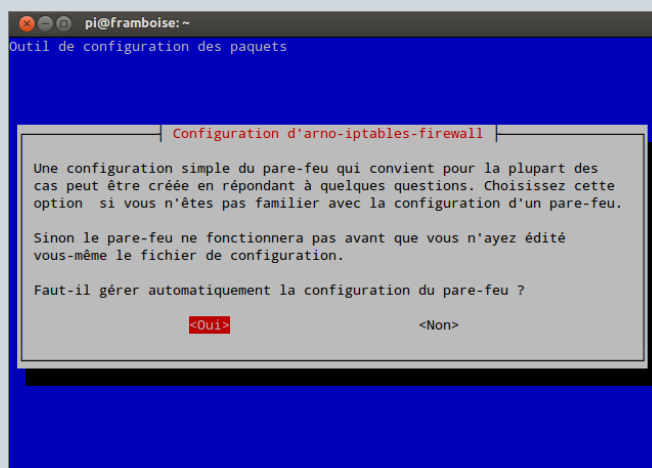 pi@framboise: ~
Outil de configuration des paquets
Configuration d'arno-iptables-firewall
Une configuration simple du pare-feu qui convient pour la plupart des
cas peut être créée en répondant à quelques questions. Choisissez cette
option  si vous n'êtes pas familier avec la configuration d'un pare-feu.
Sinon le pare-feu ne fonctionnera pas avant que vous n'ayez édité
vous-même le fichier de configuration.
Faut-il gérer automatiquement la configuration du pare-feu ?
<Oui> <Non>